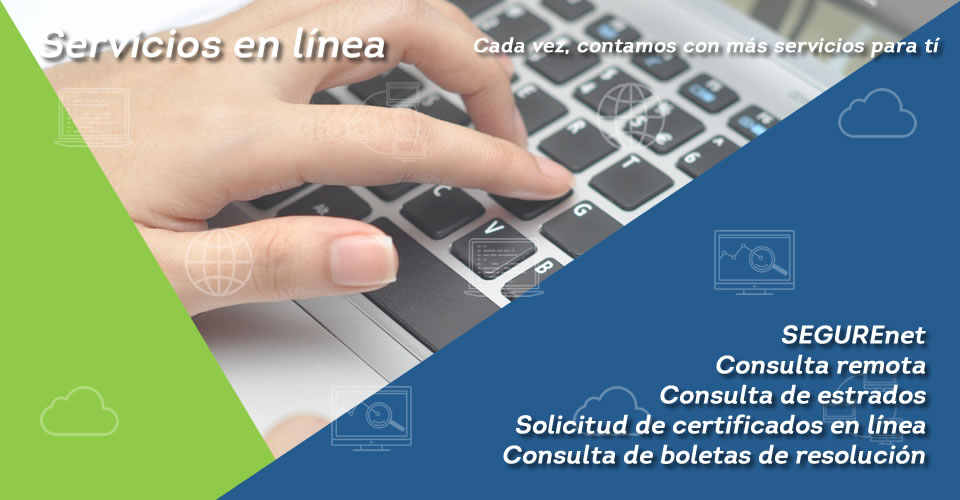 Servicios en línea
Cada vez, contamos con más servicios para tí
R
T
6
C
G
V
B
SEGUREnet
Consulta remota
Consulta de estrados
Solicitud de certificados en línea
Consulta de boletas de resolución